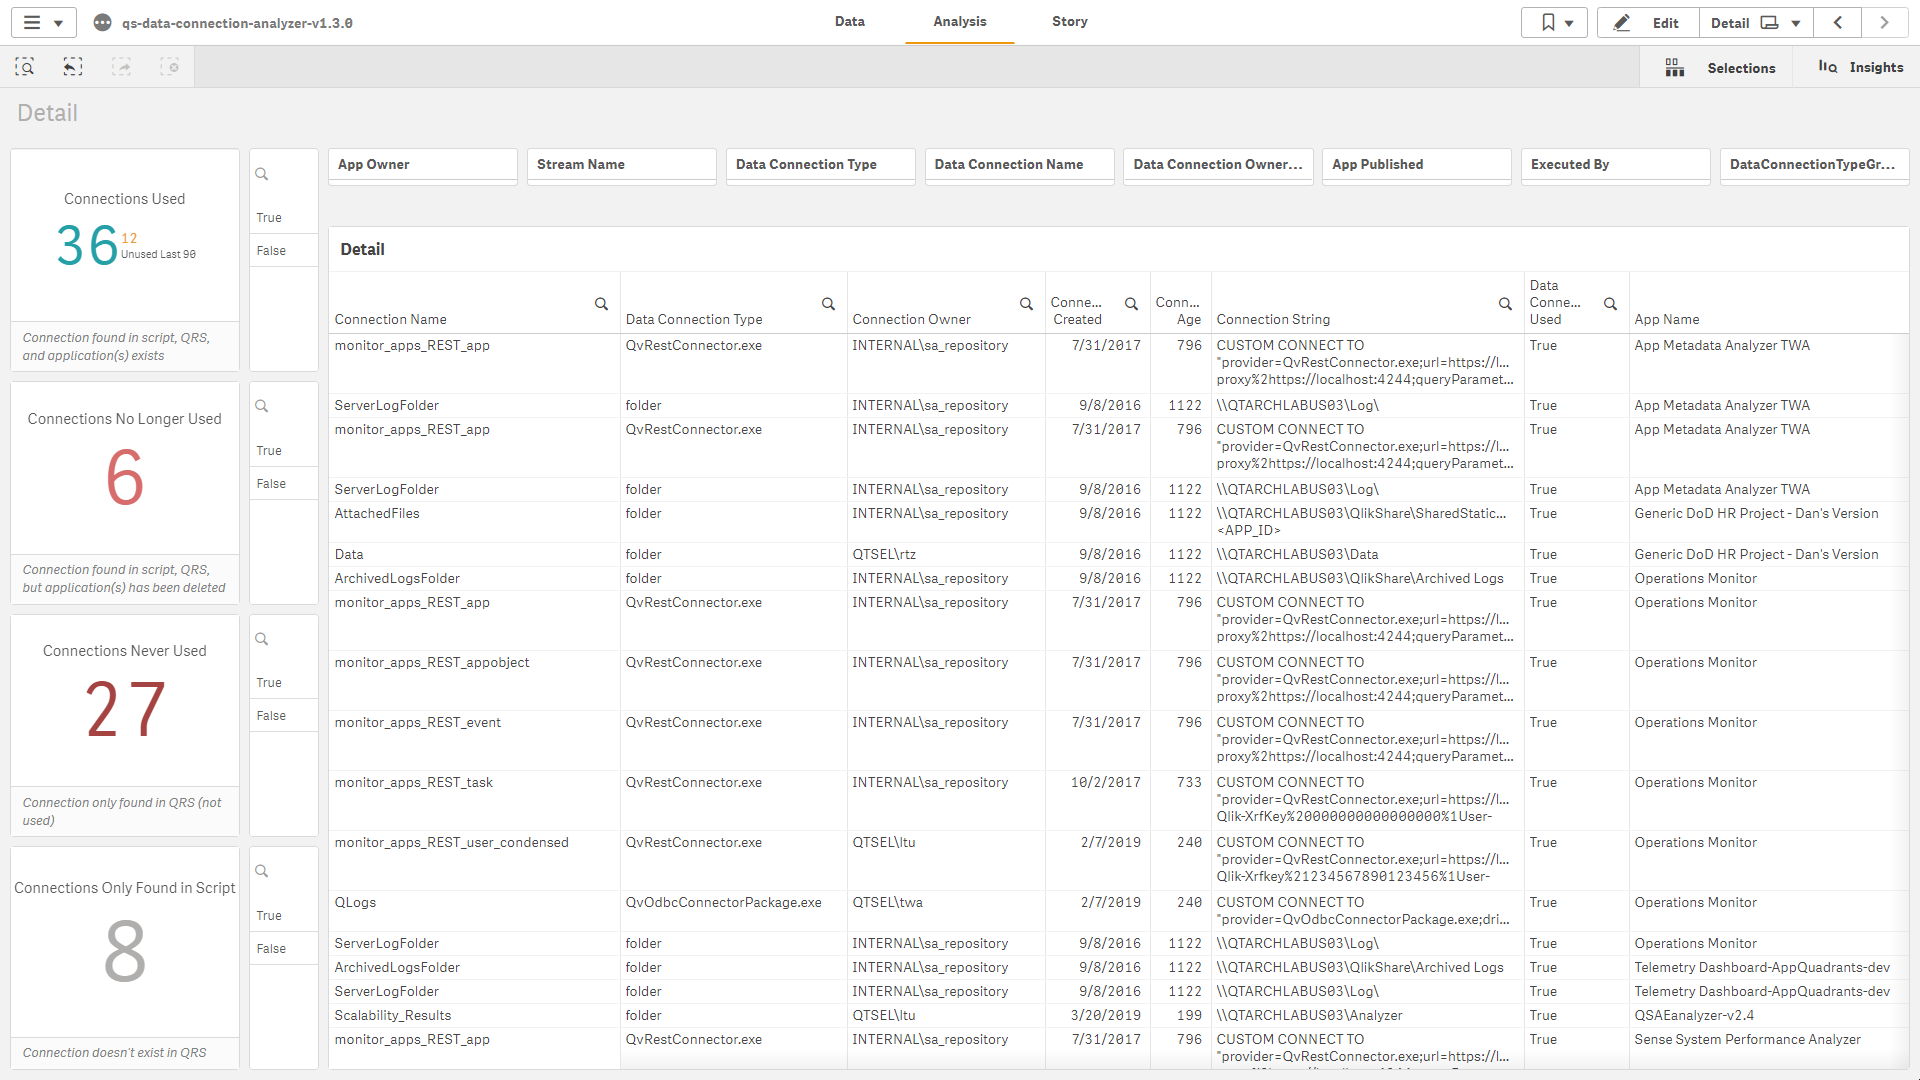 qs-data-connection-analyzer-v1.3.0
Data
Analysis
Story
Edit
Detail
Selections
Insights
Detail
Connections Used
36
12
Unused Last 90
Connection found in script, QRS,
and application(s) exists
True
False
Connections No Longer Used
6
Connection found in script, QRS,
but application(s) has been deleted
True
False
Connections Never Used
27
Connection only found in QRS (not
used)
True
False
Connections Only Found in Script
8
Connection doesn't exist in QRS
True
False
App Owner
Stream Name
Data Connection Type
Data Connection Name
Data Connection Owner...
App Published
Executed By
DataConnectionTypeGr...
Detail
Connection Name
Data Connection Type
Connection Owner
Conne...
Created
Conn...
Age
Connection String
Data
Conne...
Used
App Name
monitor_apps_REST_app QvRestConnector.exe INTERNAL\sa_repository 7/31/2017 796 CUSTOM CONNECT TO True App Metadata Analyzer TWA
"provider=QvRestConnector.exe;url=https://l...
proxy%2https://localhost:4244;queryParamet...
ServerLogFolder folder INTERNAL\sa_repository 9/8/2016 1122 \\QTARCHLABUS03\Log\ True App Metadata Analyzer TWA
monitor_apps_REST_app QvRestConnector.exe INTERNAL\sa_repository 7/31/2017 796 CUSTOM CONNECT TO True App Metadata Analyzer TWA
"provider=QvRestConnector.exe;url=https://l...
proxy%2https://localhost:4244;queryParamet...
ServerLogFolder folder INTERNAL\sa_repository 9/8/2016 1122 \\QTARCHLABUS03\Log\ True App Metadata Analyzer TWA
AttachedFiles folder INTERNAL\sa_repository 9/8/2016 1122 \\QTARCHLABUS03\QlikShare\SharedStatic... True Generic DoD HR Project - Dan's Version
<APP_ID>
Data folder QTSEL\rtz 9/8/2016 1122 \\QTARCHLABUS03\Data True Generic DoD HR Project - Dan's Version
ArchivedLogsFolder folder INTERNAL\sa_repository 9/8/2016 1122 \\QTARCHLABUS03\QlikShare\Archived Logs True Operations Monitor
monitor_apps_REST_app QvRestConnector.exe INTERNAL\sa_repository 7/31/2017 796 CUSTOM CONNECT TO True Operations Monitor
"provider=QvRestConnector.exe;url=https://l...
proxy%2https://localhost:4244;queryParamet...
monitor_apps_REST_appobject QvRestConnector.exe INTERNAL\sa_repository 7/31/2017 796 CUSTOM CONNECT TO True Operations Monitor
"provider=QvRestConnector.exe;url=https://l...
proxy%2https://localhost:4244;queryParamet...
monitor_apps_REST_event QvRestConnector.exe INTERNAL\sa_repository 7/31/2017 796 CUSTOM CONNECT TO True Operations Monitor
"provider=QvRestConnector.exe;url=https://l...
proxy%2https://localhost:4244;queryParamet...
monitor_apps_REST_task QvRestConnector.exe INTERNAL\sa_repository 10/2/2017 733 CUSTOM CONNECT TO True Operations Monitor
"provider=QvRestConnector.exe;url=https://l...
Qlik-XrfKey%20000000000000000%1User-
monitor_apps_REST_user_condensed QvRestConnector.exe QTSEL\ltu 2/7/2019 240 CUSTOM CONNECT TO True Operations Monitor
"provider=QvRestConnector.exe;url=https://l...
Qlik-Xrfkey%21234567890123456%1User-
QLogs QvOdbcConnectorPackage.exe QTSEL\twa 2/7/2019 240 CUSTOM CONNECT TO True Operations Monitor
"provider=QvOdbcConnectorPackage.exe;dri...
ServerLogFolder folder INTERNAL\sa_repository 9/8/2016 1122 \\QTARCHLABUS03\Log\ True Operations Monitor
ArchivedLogsFolder folder INTERNAL\sa_repository 9/8/2016 1122 \\QTARCHLABUS03\QlikShare\Archived Logs True Telemetry Dashboard-AppQuadrants-dev
ServerLogFolder folder INTERNAL\sa_repository 9/8/2016 1122 \\QTARCHLABUS03\Log\ True Telemetry Dashboard-AppQuadrants-dev
Scalability_Results folder QTSEL\ltu 3/20/2019 199 \\QTARCHLABUS03\Analyzer True QSAEanalyzer-v2.4
monitor_apps_REST_app QvRestConnector.exe INTERNAL\sa_repository 7/31/2017 796 CUSTOM CONNECT TO True Sense System Performance Analyzer
"provider=QvRestConnector.exe;url=https://l...